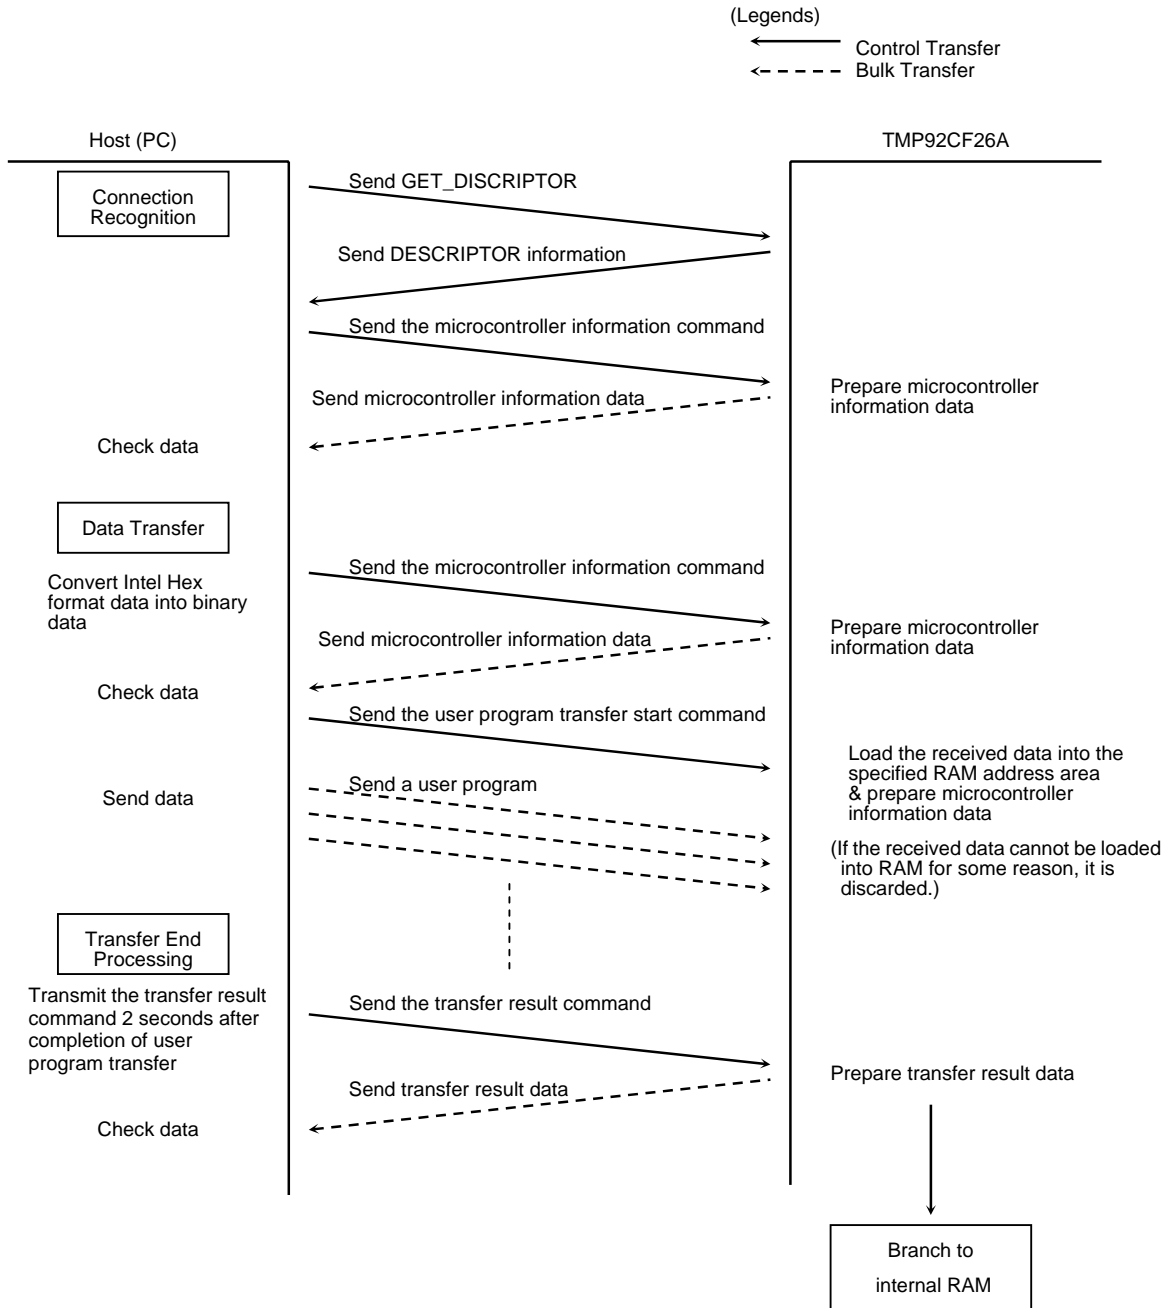 (Legends)
Control Transfer
Bulk Transfer
Host (PC)
TMP92CF26A
Connection
Recognition
Send GET_DISCRIPTOR
Send DESCRIPTOR information
Send the microcontroller information command
Send microcontroller information data
Prepare microcontroller
information data
Check data
Data Transfer
Convert Intel Hex
format data into binary
data
Send the microcontroller information command
Send microcontroller information data
Prepare microcontroller
information data
Check data
Send the user program transfer start command
Load the received data into the
specified RAM address area
& prepare microcontroller
information data
Send a user program
Send data
(If the received data cannot be loaded
into RAM for some reason, it is
discarded.)
Transfer End
Processing
Transmit the transfer result
command 2 seconds after
completion of user
program transfer
Send the transfer result command
Send transfer result data
Prepare transfer result data
Check data
Branch to
internal RAM